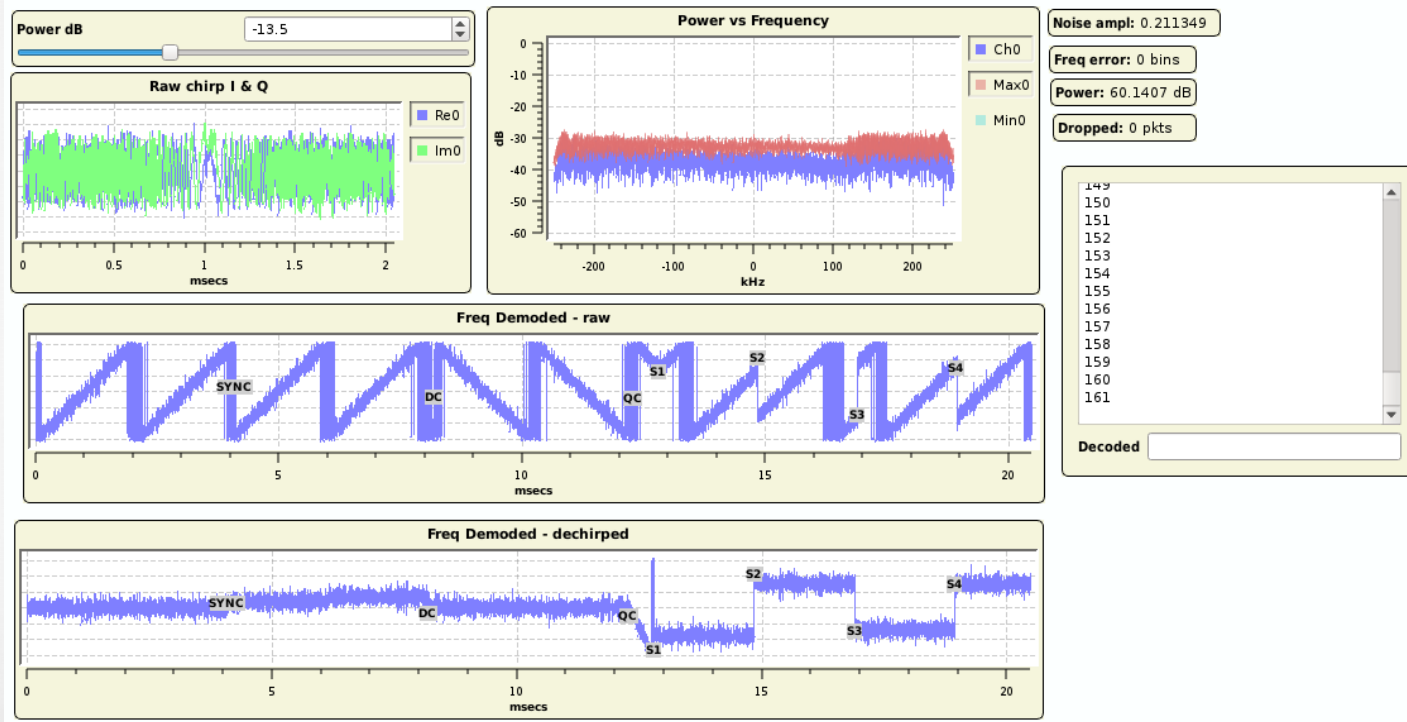 Power dB
-13.5
Raw chirp I & Q
Re0
Im0
0 0.5 1 1.5 2
msecs
Power vs Frequency
0
-10
-20
-30
-40
-50
-60
dB
-200 -100 0 100 200
kHz
Ch0
Max0
Min0
Noise ampl: 0.211349
Freq error: 0 bins
Power: 60.1407 dB
Dropped: 0 pkts
149
150
151
152
153
154
155
156
157
158
159
160
161
Decoded
Freq Demoded - raw
SYNC
DC
QC
S1
S2
S3
S4
0 5 10 15 20
msecs
Freq Demoded - dechirped
SYNC
DC
QC
S1
S2
S3
S4
0 5 10 15 20
msecs